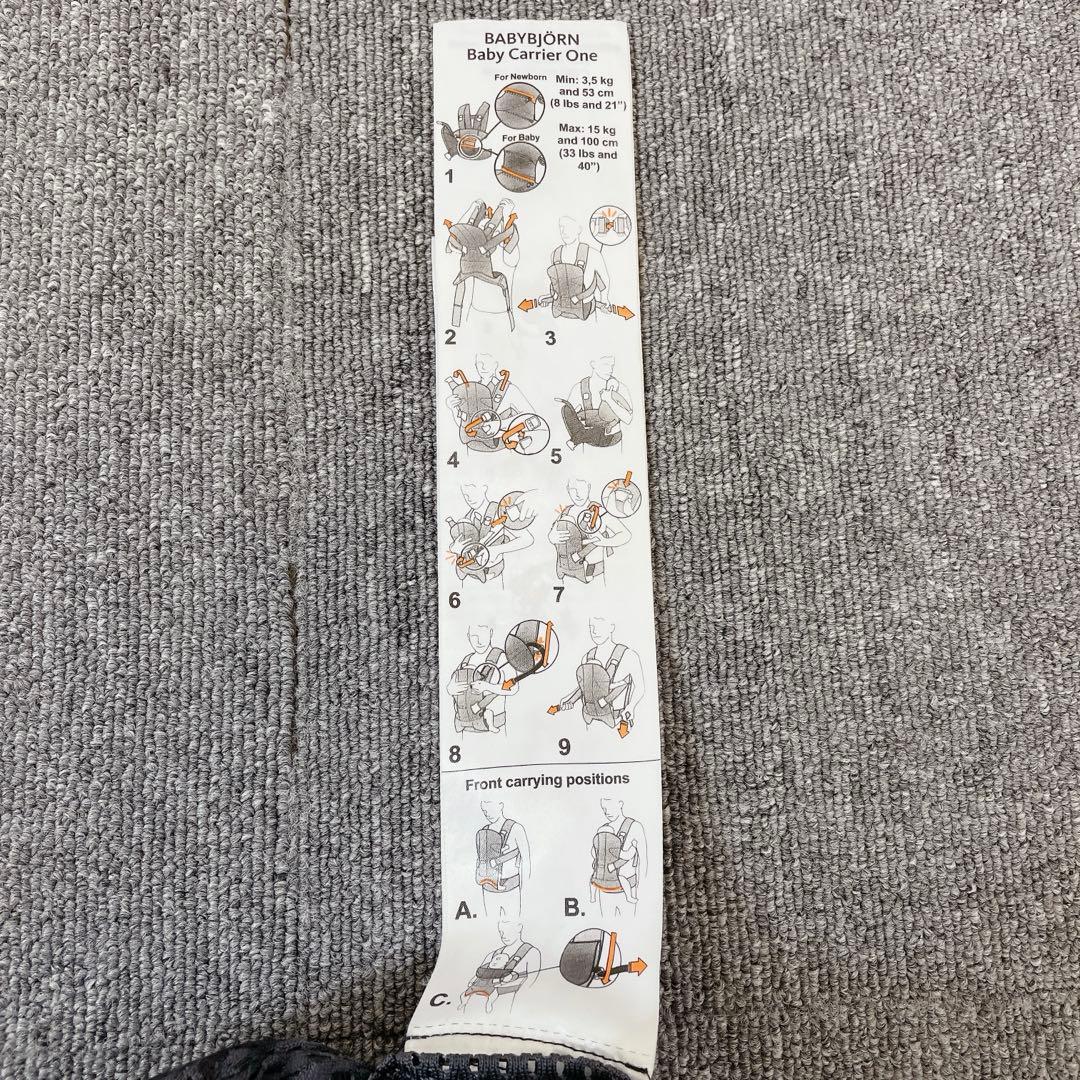 BABYBJÖRN
Baby Carrier One
For Newborn
Min: 3,5 kg
and 53 cm
(8 lbs and 21")
For Baby
Max: 15 kg
and 100 cm
(33 lbs and
40")
1
2
3
4
5
6
7
8
9
Front carrying positions
A.
B.
C.